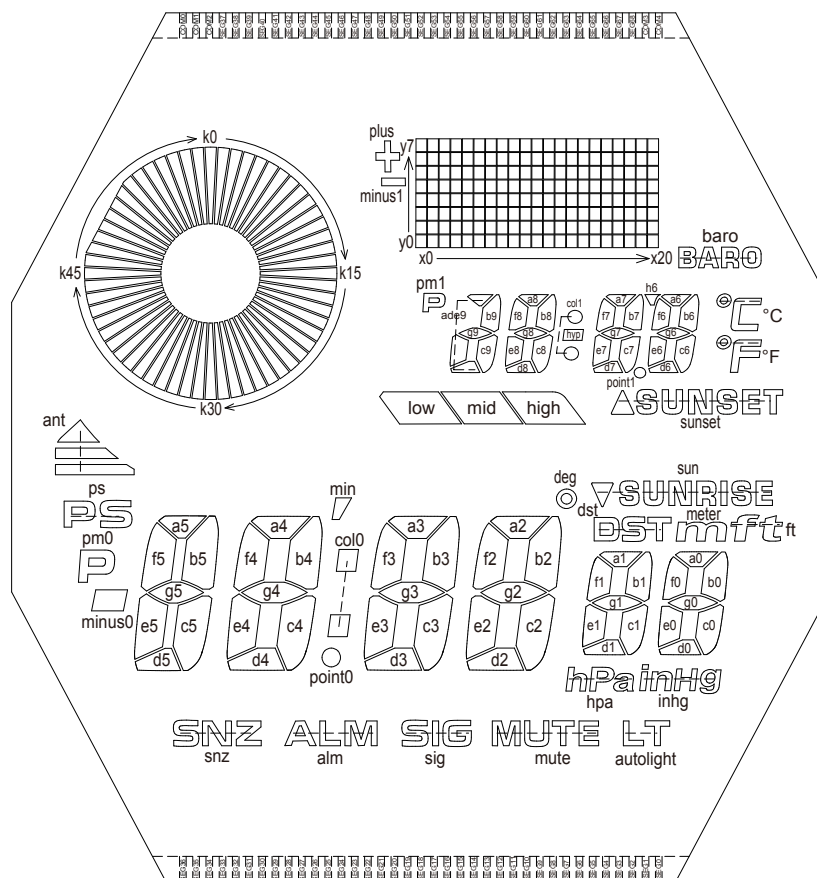 k0
k15
k30
k45
plus
minus1
y7
y0
x0
x20
baro
BARO
pm1
P
ade9 b9 g9 c9
a8 f8 b8 g8 e8 c8 d8
col1
hyp
h6
a7 f7 b7 g7 e7 c7 d7
a6 f6 b6 g6 e6 c6 d6
point1
°C °C
°F °F
low mid high
SUNSET
sunset
ant
ps
PS
pm0
P
minus0
min
col0
point0
a5 f5 b5 g5 e5 c5 d5
a4 f4 b4 g4 e4 c4 d4
a3 f3 b3 g3 e3 c3 d3
a2 f2 b2 g2 e2 c2 d2
deg
sun
SUNRISE
dst
DST
meter
m ft ft
a1 f1 b1 g1 e1 c1 d1
a0 f0 b0 g0 e0 c0 d0
hPa inHg
hpa inhg
SNZ ALM SIG MUTE LT
snz alm sig mute autolight